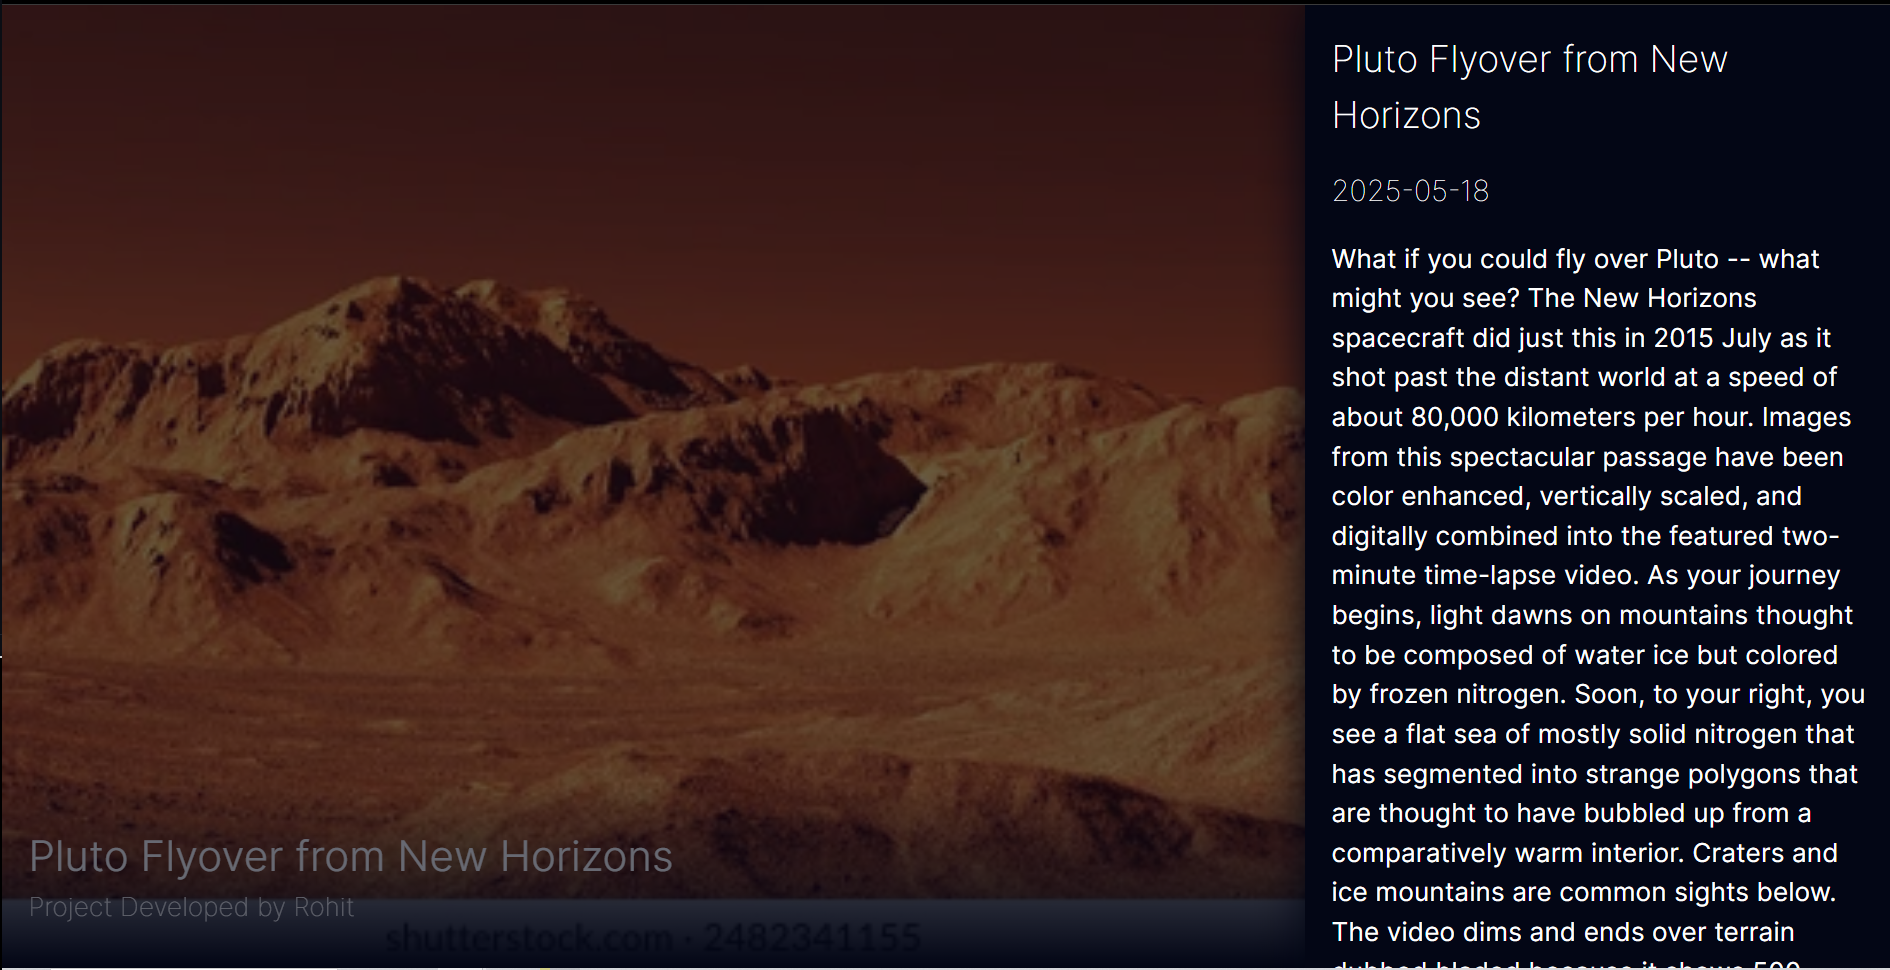 Pluto Flyover from New
Horizons
2025-05-18
What if you could fly over Pluto -- what
might you see? The New Horizons
spacecraft did just this in 2015 July as it
shot past the distant world at a speed of
about 80,000 kilometers per hour. Images
from this spectacular passage have been
color enhanced, vertically scaled, and
digitally combined into the featured two-
minute time-lapse video. As your journey
begins, light dawns on mountains thought
to be composed of water ice but colored
by frozen nitrogen. Soon, to your right, you
see a flat sea of mostly solid nitrogen that
has segmented into strange polygons that
are thought to have bubbled up from a
comparatively warm interior. Craters and
ice mountains are common sights below.
The video dims and ends over terrain
dubbed bladed because it shows 500-
Pluto Flyover from New Horizons
Project Developed by Rohit
shutterstock.com · 2482341155